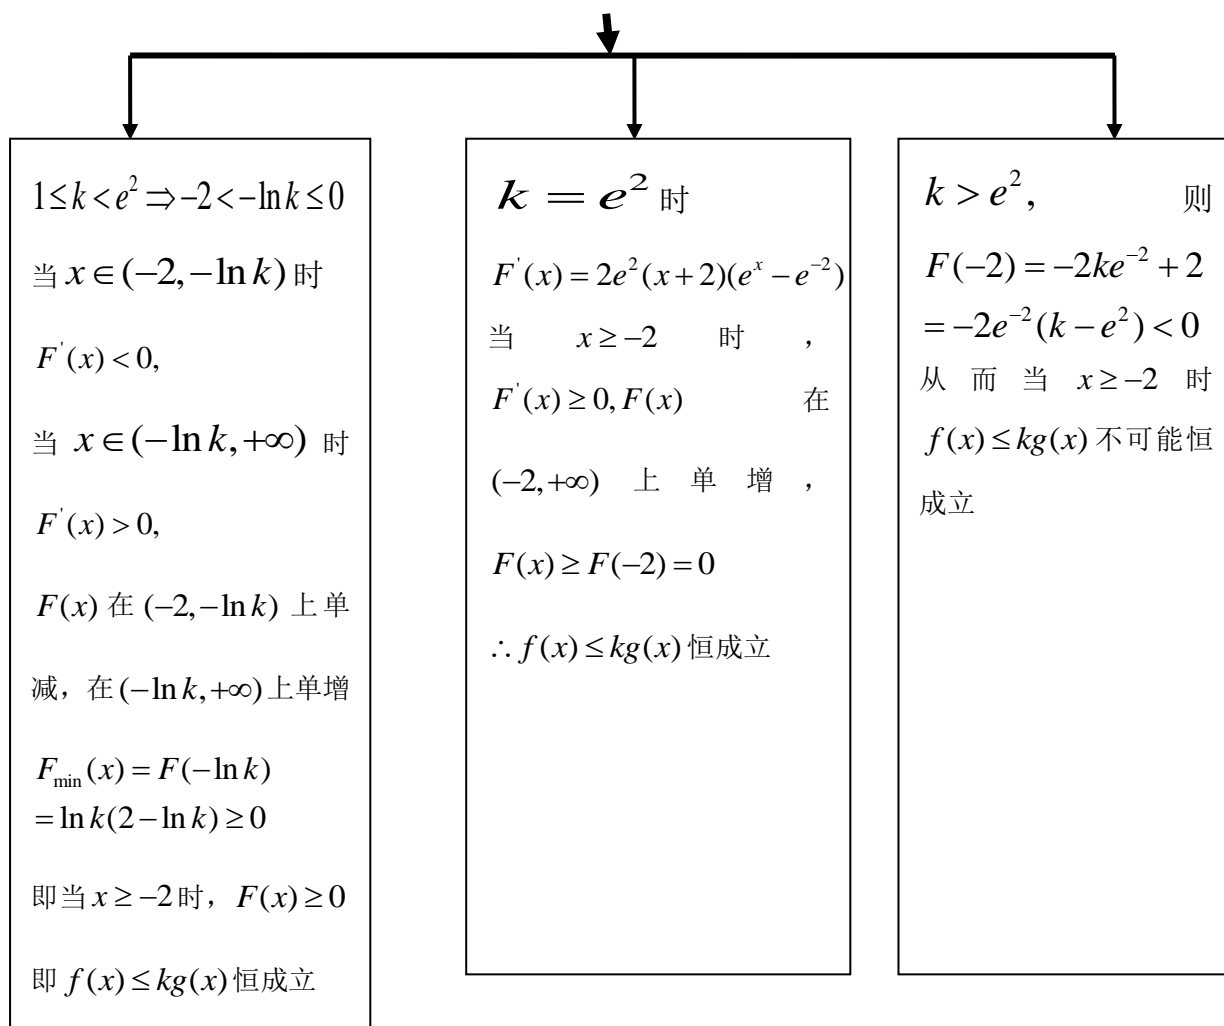 1≤k<e²⇒-2<-ln k≤0
当 x∈(-2,-ln k) 时
F'(x)<0,
当 x∈(-ln k,+∞) 时
F'(x)>0,
F(x) 在 (-2,-ln k) 上单
减，在 (-ln k,+∞) 上单增
F_min(x)=F(-ln k)
=ln k(2-ln k)≥0
即当 x≥-2 时，F(x)≥0
即 f(x)≤kg(x) 恒成立
k=e² 时
F'(x)=2e²(x+2)(eˣ-e⁻²)
当 x≥-2 时，
F'(x)≥0,F(x) 在
(-2,+∞) 上单增，
F(x)≥F(-2)=0
∴f(x)≤kg(x) 恒成立
k>e², 则
F(-2)=-2ke⁻²+2
=-2e⁻²(k-e²)<0
从而当 x≥-2 时
f(x)≤kg(x) 不可能恒
成立